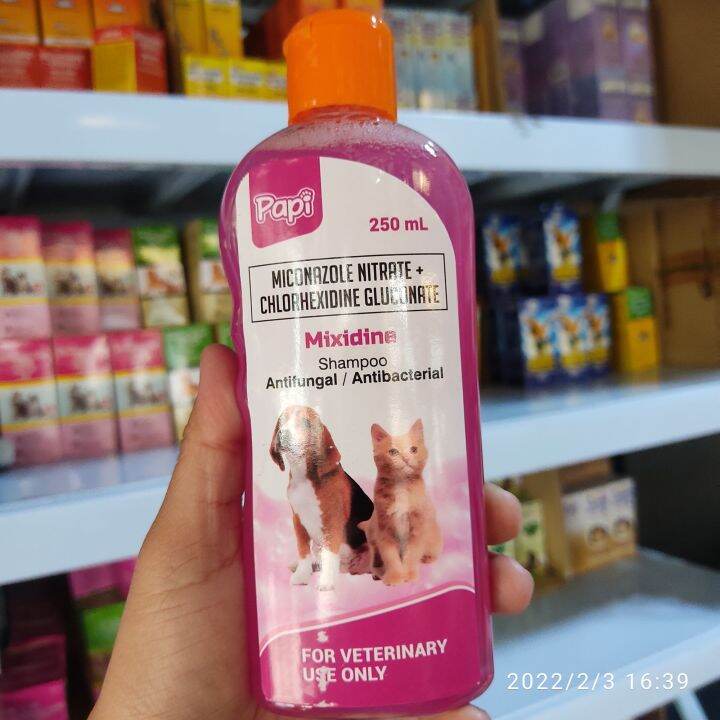 Papi
250 mL
MICONAZOLE NITRATE +
CHLORHEXIDINE GLUCONATE
Mixidine
Shampoo
Antifungal / Antibacterial
FOR VETERINARY
USE ONLY
2022/2/3 16:39